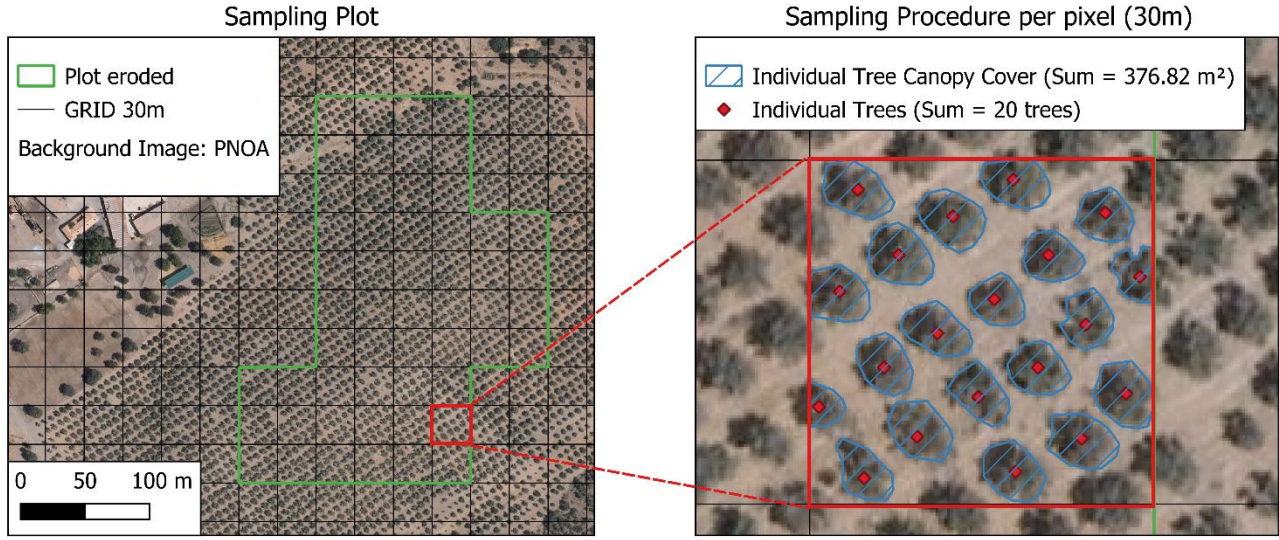 Sampling Plot
Plot eroded
GRID 30m
Background Image: PNOA
0 50 100 m
Sampling Procedure per pixel (30m)
Individual Tree Canopy Cover (Sum = 376.82 m²)
Individual Trees (Sum = 20 trees)